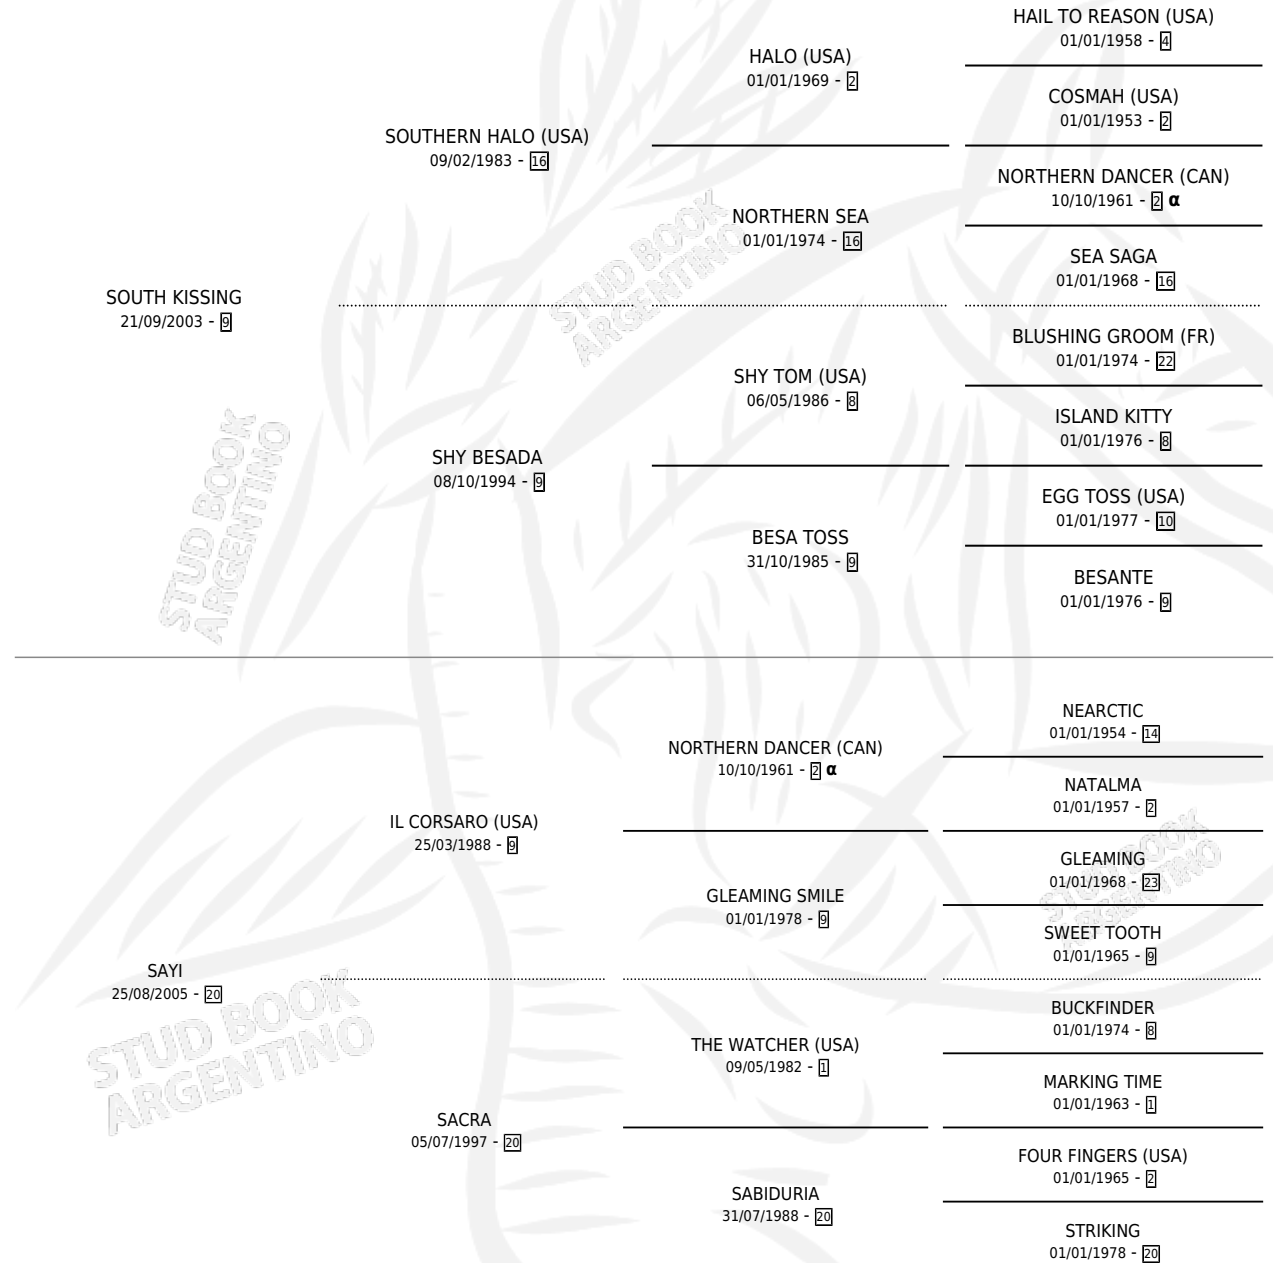 HAIL TO REASON (USA)
01/01/1958 - 4
HALO (USA)
01/01/1969 - 2
COSMAH (USA)
01/01/1953 - 2
SOUTHERN HALO (USA)
09/02/1983 - 16
NORTHERN DANCER (CAN)
10/10/1961 - 2 α
NORTHERN SEA
01/01/1974 - 16
SEA SAGA
01/01/1968 - 16
STUD BOOK
ARGENTINO
SOUTH KISSING
21/09/2003 - 9
BLUSHING GROOM (FR)
01/01/1974 - 22
SHY TOM (USA)
06/05/1986 - 8
ISLAND KITTY
01/01/1976 - 8
SHY BESADA
08/10/1994 - 9
EGG TOSS (USA)
01/01/1977 - 10
BESA TOSS
31/10/1985 - 9
BESANTE
01/01/1976 - 9
STUD BOOK
ARGENTINO
NEARCTIC
01/01/1954 - 14
NORTHERN DANCER (CAN)
10/10/1961 - 2 α
NATALMA
01/01/1957 - 2
IL CORSARO (USA)
25/03/1988 - 9
GLEAMING
01/01/1968 - 23
GLEAMING SMILE
01/01/1978 - 9
SWEET TOOTH
01/01/1965 - 9
STUD BOOK
ARGENTINO
SAYI
25/08/2005 - 20
BUCKFINDER
01/01/1974 - 8
THE WATCHER (USA)
09/05/1982 - 1
MARKING TIME
01/01/1963 - 1
STUD BOOK
ARGENTINO
SACRA
05/07/1997 - 20
FOUR FINGERS (USA)
01/01/1965 - 2
SABIDURIA
31/07/1988 - 20
STRIKING
01/01/1978 - 20